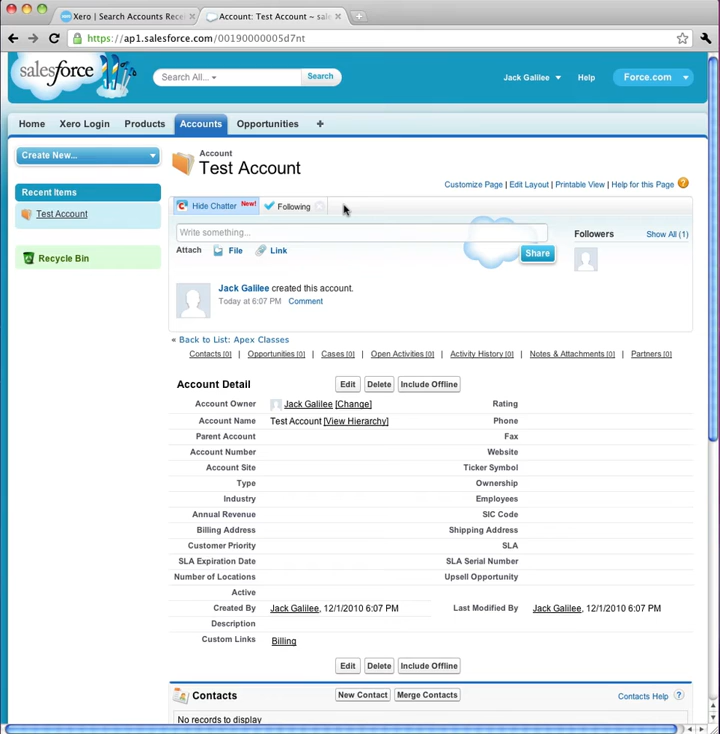 Xero | Search Accounts Rece
Account: Test Account ~ sale
https://ap1.salesforce.com/00190000005d7nt
salesforce
Search All...
Search
Jack Galilee
Help
Force.com
Home
Xero Login
Products
Accounts
Opportunities
+
Create New...
Recent Items
Test Account
Recycle Bin
Account
Test Account
Customize Page | Edit Layout | Printable View | Help for this Page ?
Hide Chatter New!
Following
Write something...
Attach File Link
Share
Followers
Show All (1)
Jack Galilee created this account.
Today at 6:07 PM Comment
« Back to List: Apex Classes
Contacts [0] | Opportunities [0] | Cases [0] | Open Activities [0] | Activity History [0] | Notes & Attachments [0] | Partners [0]
Account Detail Edit Delete Include Offline
Account Owner Jack Galilee [Change] Rating
Account Name Test Account [View Hierarchy] Phone
Parent Account Fax
Account Number Website
Account Site Ticker Symbol
Type Ownership
Industry Employees
Annual Revenue SIC Code
Billing Address Shipping Address
Customer Priority SLA
SLA Expiration Date SLA Serial Number
Number of Locations Upsell Opportunity
Active
Created By Jack Galilee, 12/1/2010 6:07 PM Last Modified By Jack Galilee, 12/1/2010 6:07 PM
Description
Custom Links Billing
Edit Delete Include Offline
Contacts New Contact Merge Contacts Contacts Help ?
No records to display